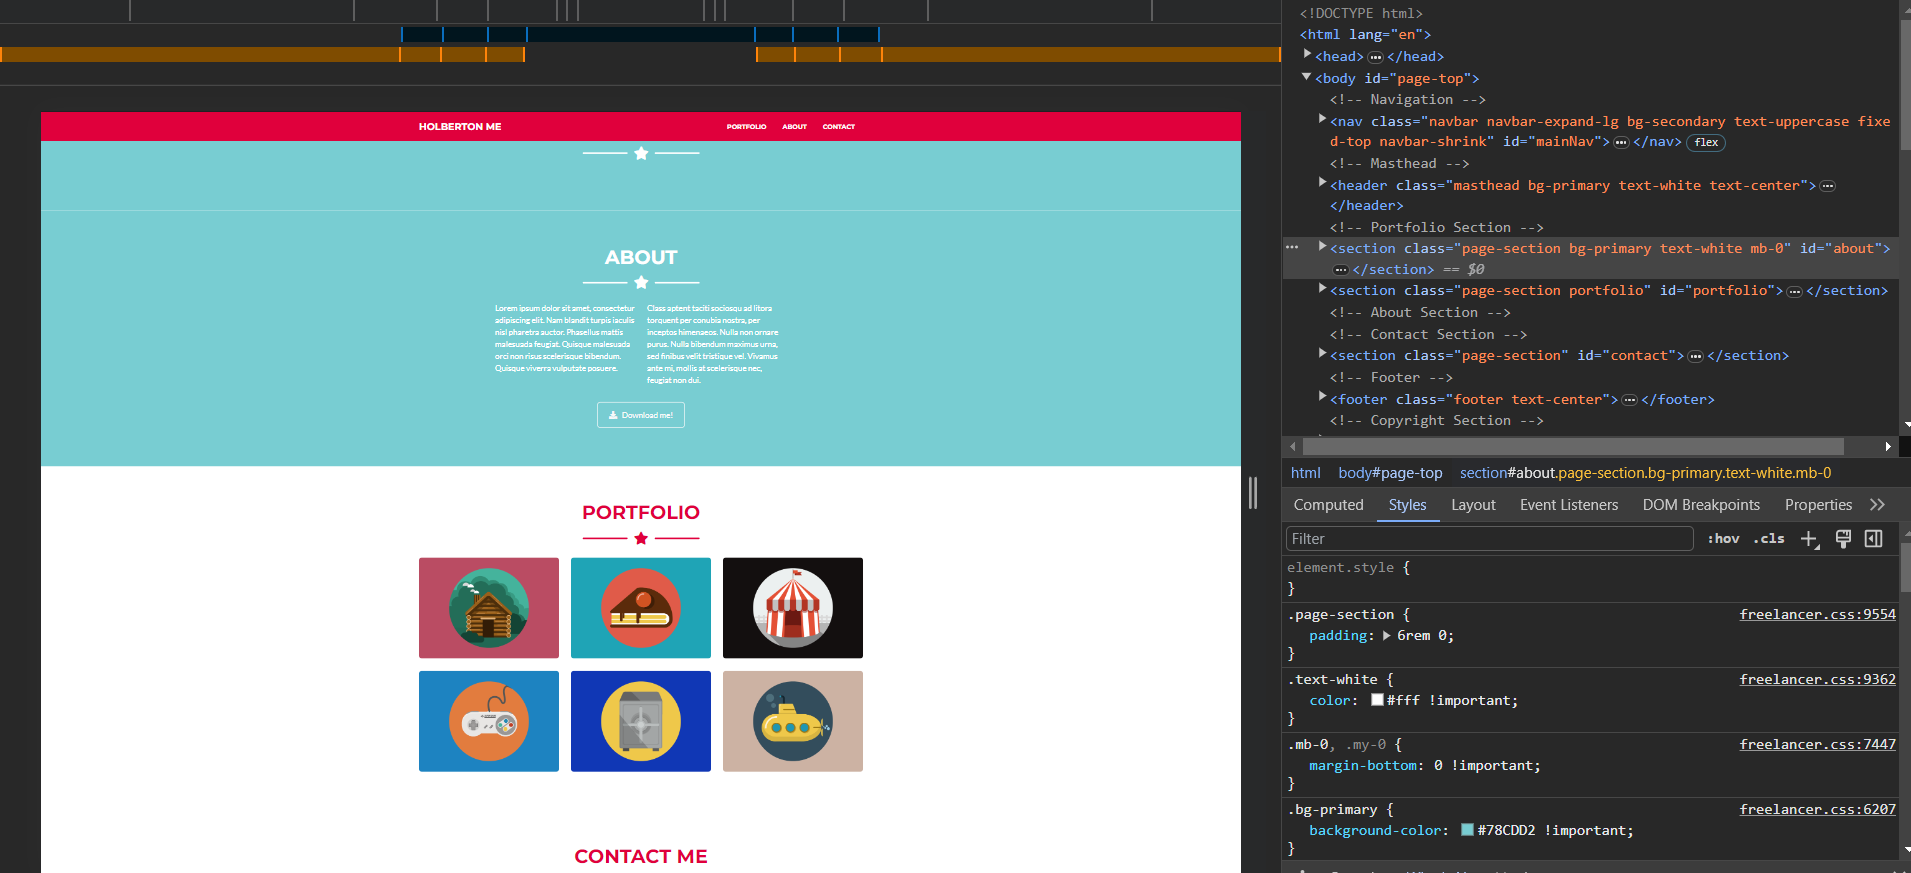 HOLBERTON ME
PORTFOLIO
ABOUT
CONTACT
ABOUT
Lorem ipsum dolor sit amet, consectetur
adipiscing elit. Nam blandit turpis iaculis
nisl pharetra auctor. Phasellus mattis
malesuada feugiat. Quisque malesuada
orci non risus scelerisque bibendum.
Quisque viverra vulputate posuere.
Class aptent taciti sociosqu ad litora
torquent per conubia nostra, per
inceptos himenaeos. Nulla non ornare
purus. Nulla bibendum maximus urna,
sed finibus velit tristique vel. Vivamus
ante mi, mollis at scelerisque nec,
feugiat non dui.
Download me!
PORTFOLIO
CONTACT ME
<!DOCTYPE html>
<html lang="en">
<head> ••• </head>
<body id="page-top">
<!-- Navigation -->
<nav class="navbar navbar-expand-lg bg-secondary text-uppercase fixe
d-top navbar-shrink" id="mainNav"> ••• </nav> flex
<!-- Masthead -->
<header class="masthead bg-primary text-white text-center"> •••
</header>
<!-- Portfolio Section -->
••• <section class="page-section bg-primary text-white mb-0" id="about">
••• </section> == $0
<section class="page-section portfolio" id="portfolio"> ••• </section>
<!-- About Section -->
<!-- Contact Section -->
<section class="page-section" id="contact"> ••• </section>
<!-- Footer -->
<footer class="footer text-center"> ••• </footer>
<!-- Copyright Section -->
html body#page-top section#about.page-section.bg-primary.text-white.mb-0
Computed Styles Layout Event Listeners DOM Breakpoints Properties
Filter :hov .cls
element.style {
}
.page-section { freelancer.css:9554
padding: 6rem 0;
}
.text-white { freelancer.css:9362
color: #fff !important;
}
.mb-0, .my-0 { freelancer.css:7447
margin-bottom: 0 !important;
}
.bg-primary { freelancer.css:6207
background-color: #78CDD2 !important;
}